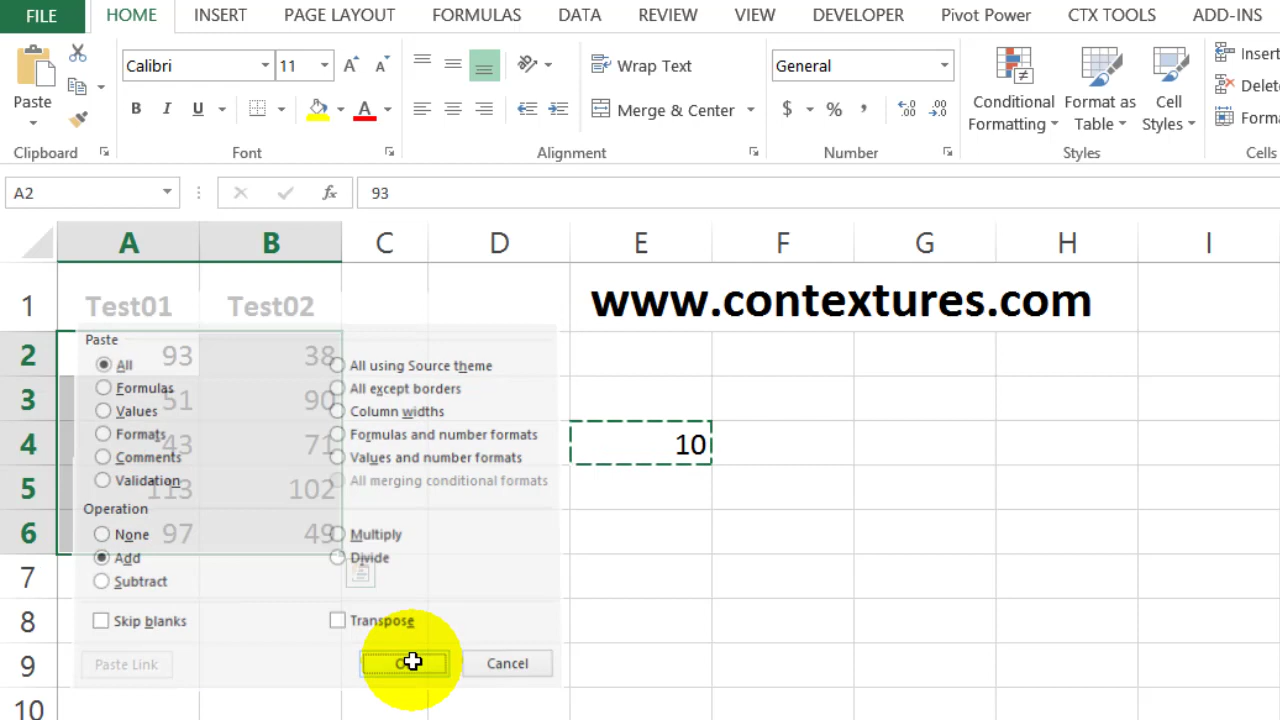 FILE HOME INSERT PAGE LAYOUT FORMULAS DATA REVIEW VIEW DEVELOPER Pivot Power CTX TOOLS ADD-INS
Calibri 11 A A Wrap Text General Insert
Paste Conditional Format as Cell Delete
B I U A Merge & Center $ % , .0 .00 Formatting Table Styles Form
Clipboard Font Alignment Number Styles Cells
A2 fx 93
A B C D E F G H I
1 Test01 Test02 www.contextures.com
Paste
2 93 38
All All using Source theme
Formulas All except borders
3 51 90
Values Column widths
Formats Formulas and number formats
4 43 71 10
Comments Values and number formats
Validation All merging conditional formats
5 113 102
Operation
6 97 49
None Multiply
Add Divide
7
Subtract
8
Skip blanks Transpose
9
Paste Link Cancel
10